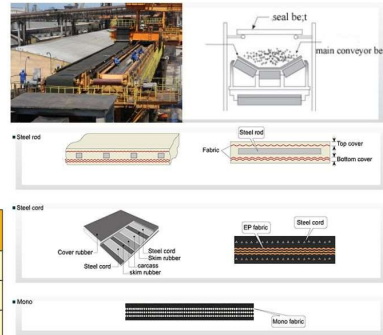 seal be;t
main conveyor be
Steel rod
Steel rod
Fabric
Top cover
Bottom cover
Steel cord
Cover rubber
Steel cord
Steel cord
Skim rubber
carcass
skim rubber
EP fabric
Steel cord
Mono
Mono fabric